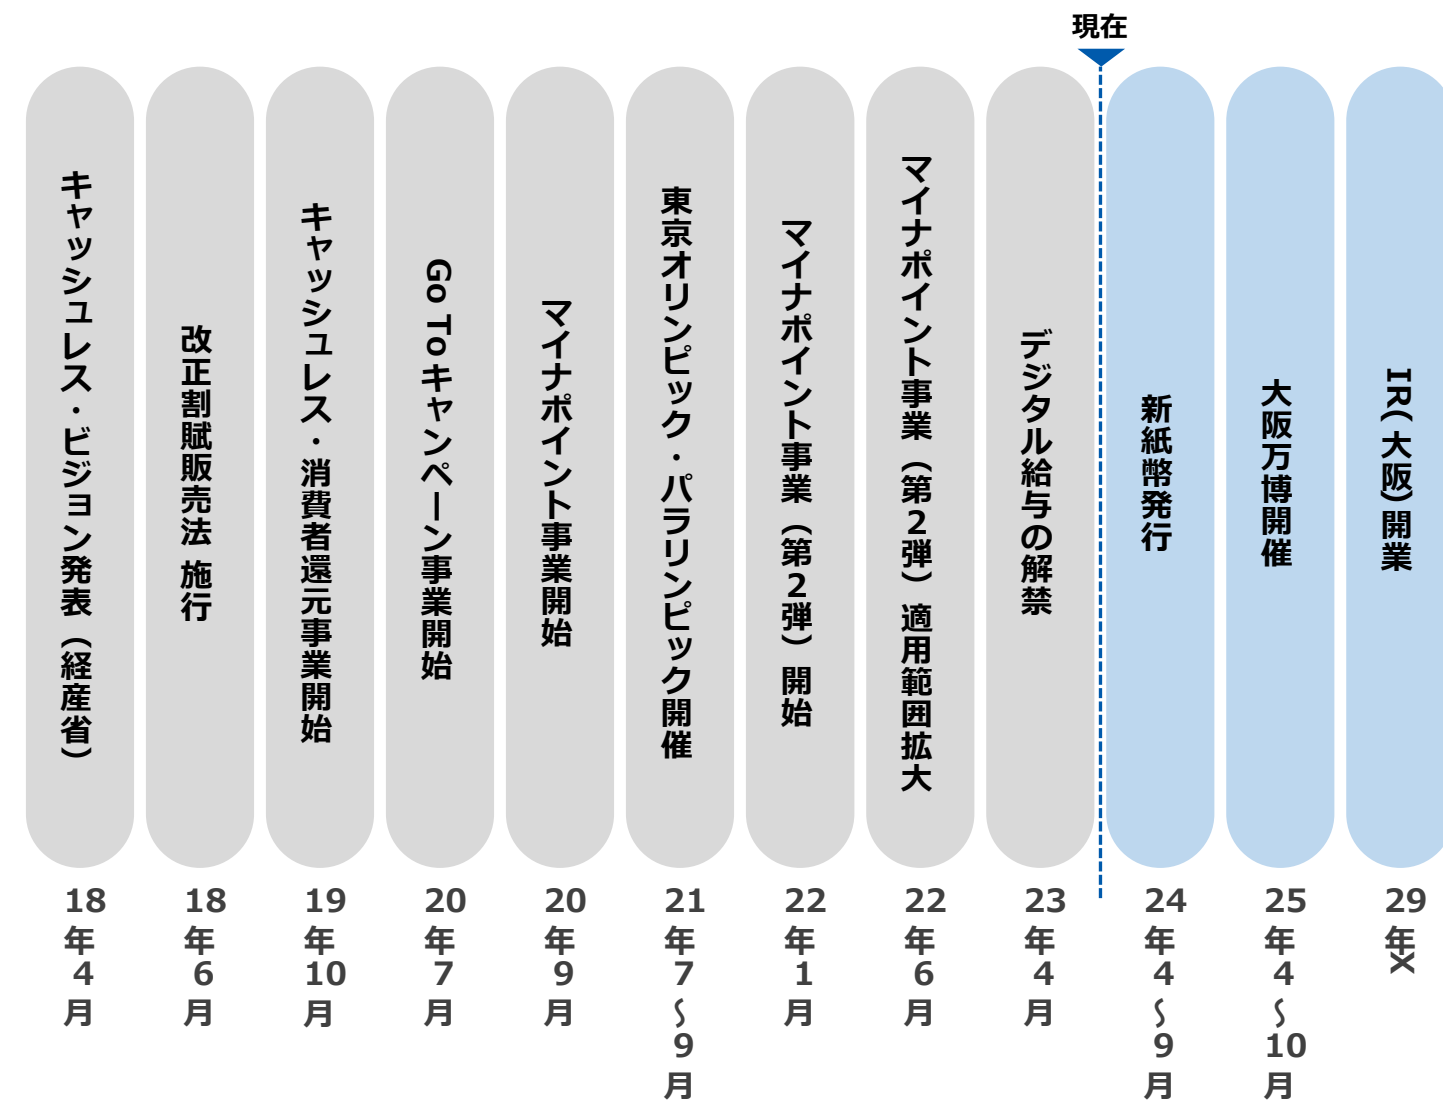 現在
キャッシュレス・ビジョン発表（経産省）
改正割賦販売法 施行
キャッシュレス・消費者還元事業開始
Go Toキャンペーン事業開始
マイナポイント事業開始
東京オリンピック・パラリンピック開催
マイナポイント事業（第2弾）開始
マイナポイント事業（第2弾）適用範囲拡大
デジタル給与の解禁
新紙幣発行
大阪万博開催
IR(大阪)開業
18年4月
18年6月
19年10月
20年7月
20年9月
21年7～9月
22年1月
22年6月
23年4月
24年4～9月
25年4～10月
29年X